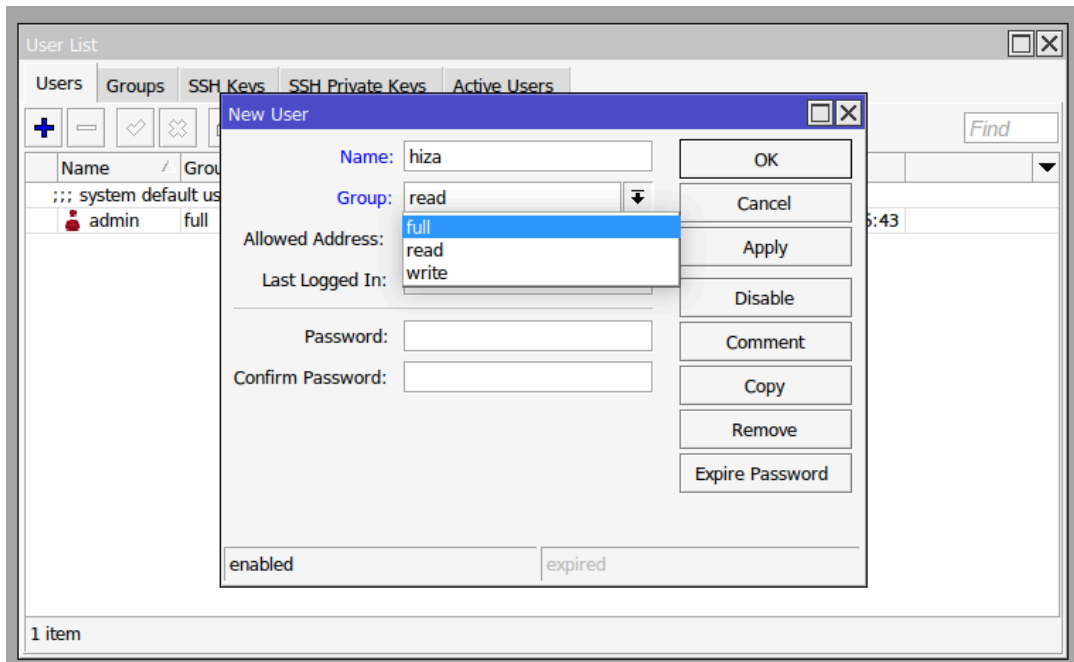 User List
Users Groups SSH Keys SSH Private Keys Active Users
New User
Find
Name Grou
;;; system default us
admin full 5:43
Name: hiza
Group: read
full
read
write
Allowed Address:
Last Logged In:
Password:
Confirm Password:
OK
Cancel
Apply
Disable
Comment
Copy
Remove
Expire Password
enabled expired
1 item